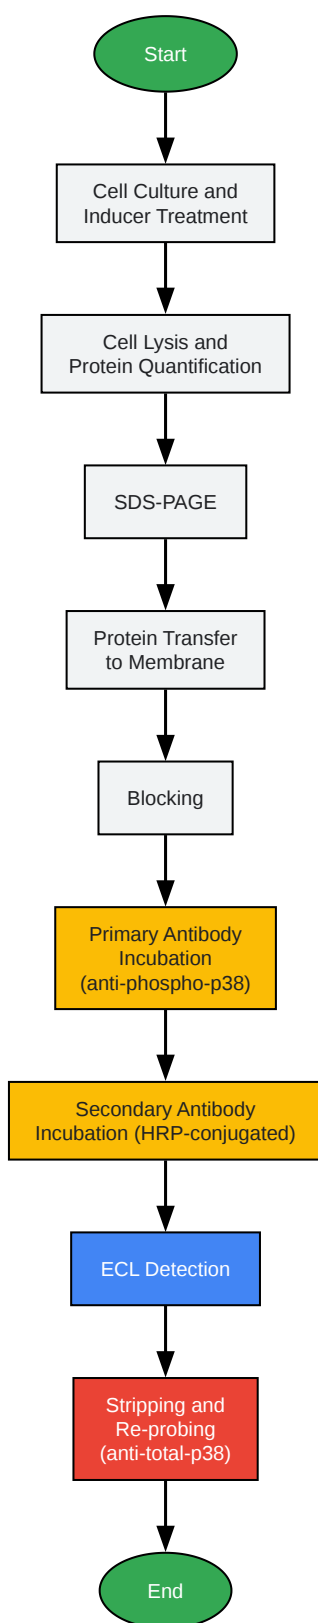 Start
Cell Culture and
Inducer Treatment
Cell Lysis and
Protein Quantification
SDS-PAGE
Protein Transfer
to Membrane
Blocking
Primary Antibody
Incubation
(anti-phospho-p38)
Secondary Antibody
Incubation (HRP-conjugated)
ECL Detection
Stripping and
Re-probing
(anti-total-p38)
End